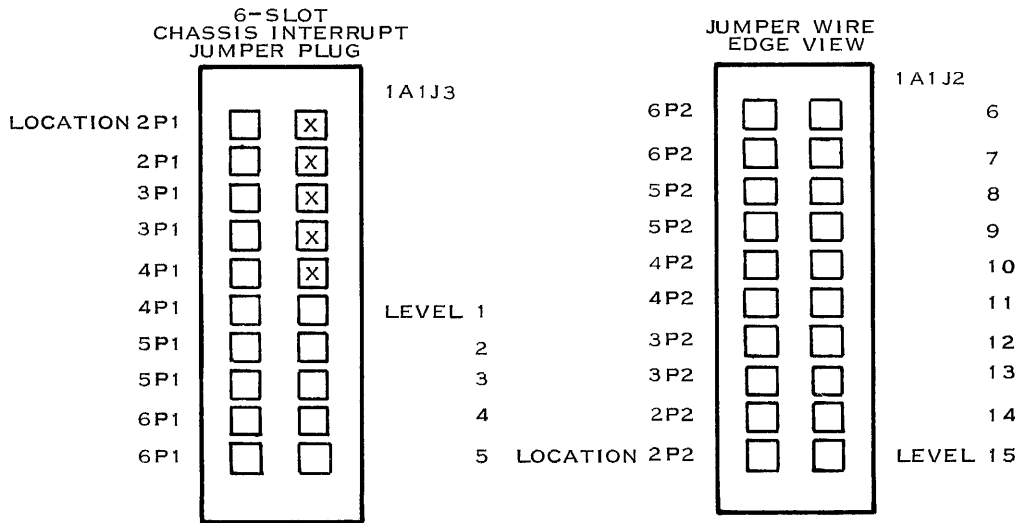 6-SLOT
CHASSIS INTERRUPT
JUMPER PLUG
1A1J3
LOCATION 2P1 X
2P1 X
3P1 X
3P1 X
4P1 X
4P1 LEVEL 1
5P1 2
5P1 3
6P1 4
6P1 5
JUMPER WIRE
EDGE VIEW
1A1J2
6P2 6
6P2 7
5P2 8
5P2 9
4P2 10
4P2 11
3P2 12
3P2 13
2P2 14
LOCATION 2P2 LEVEL 15